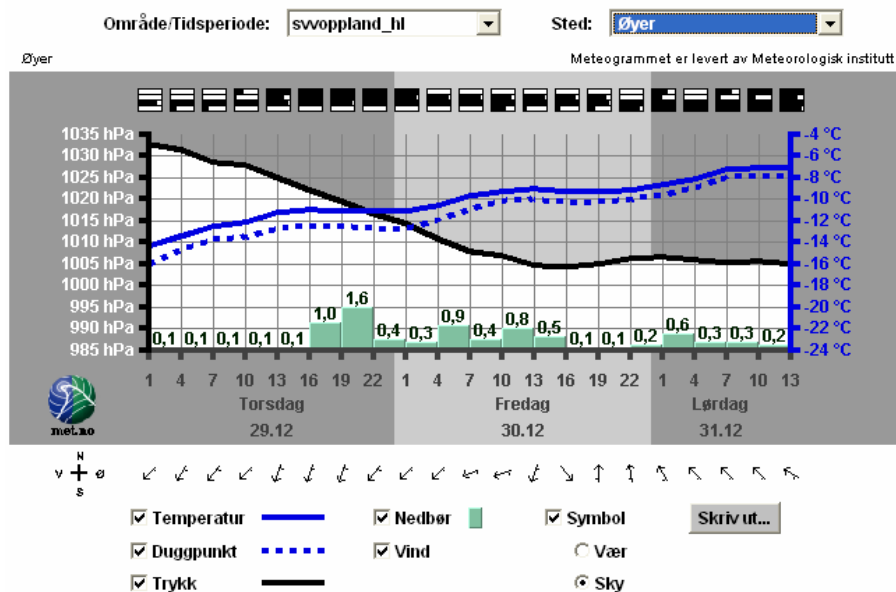 Område/Tidsperiode: svvoppland_hl Sted: Øyer
Øyer Meteogrammet er levert av Meteorologisk institutt
1035 hPa -4 °C
1030 hPa -6 °C
1025 hPa -8 °C
1020 hPa -10 °C
1015 hPa -12 °C
1010 hPa -14 °C
1005 hPa -16 °C
1000 hPa -18 °C
995 hPa -20 °C
990 hPa -22 °C
985 hPa -24 °C
0,1 0,1 0,1 0,1 0,1 1,0 1,6 0,4 0,3 0,9 0,4 0,8 0,5 0,1 0,1 0,2 0,6 0,3 0,3 0,2
1 4 7 10 13 16 19 22 1 4 7 10 13 16 19 22 1 4 7 10 13
Torsdag Fredag Lørdag
29.12 30.12 31.12
met.no
N
V Ø
S
Temperatur Nedbør Symbol Skriv ut...
Duggpunkt Vind Vær
Trykk Sky